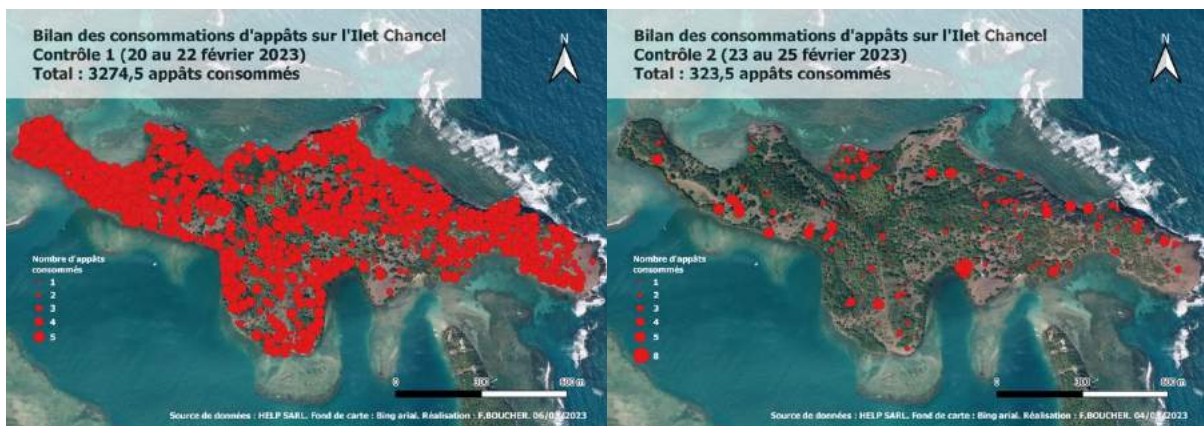 Bilan des consommations d'appâts sur l'Ilet Chancel
Contrôle 1 (20 au 22 février 2023)
Total : 3274,5 appâts consommés
N
Nombre d'appâts
consommés
1
2
3
4
5
0 300 600 m
Source de données : HELP SARL. Fond de carte : Bing arial. Réalisation : F.BOUCHER.
Bilan des consommations d'appâts sur l'Ilet Chancel
Contrôle 2 (23 au 25 février 2023)
Total : 323,5 appâts consommés
N
Nombre d'appâts
consommés
1
2
3
4
5
8
0 300 600 m
Source de données : HELP SARL. Fond de carte : Bing arial. Réalisation : F.BOUCHER.